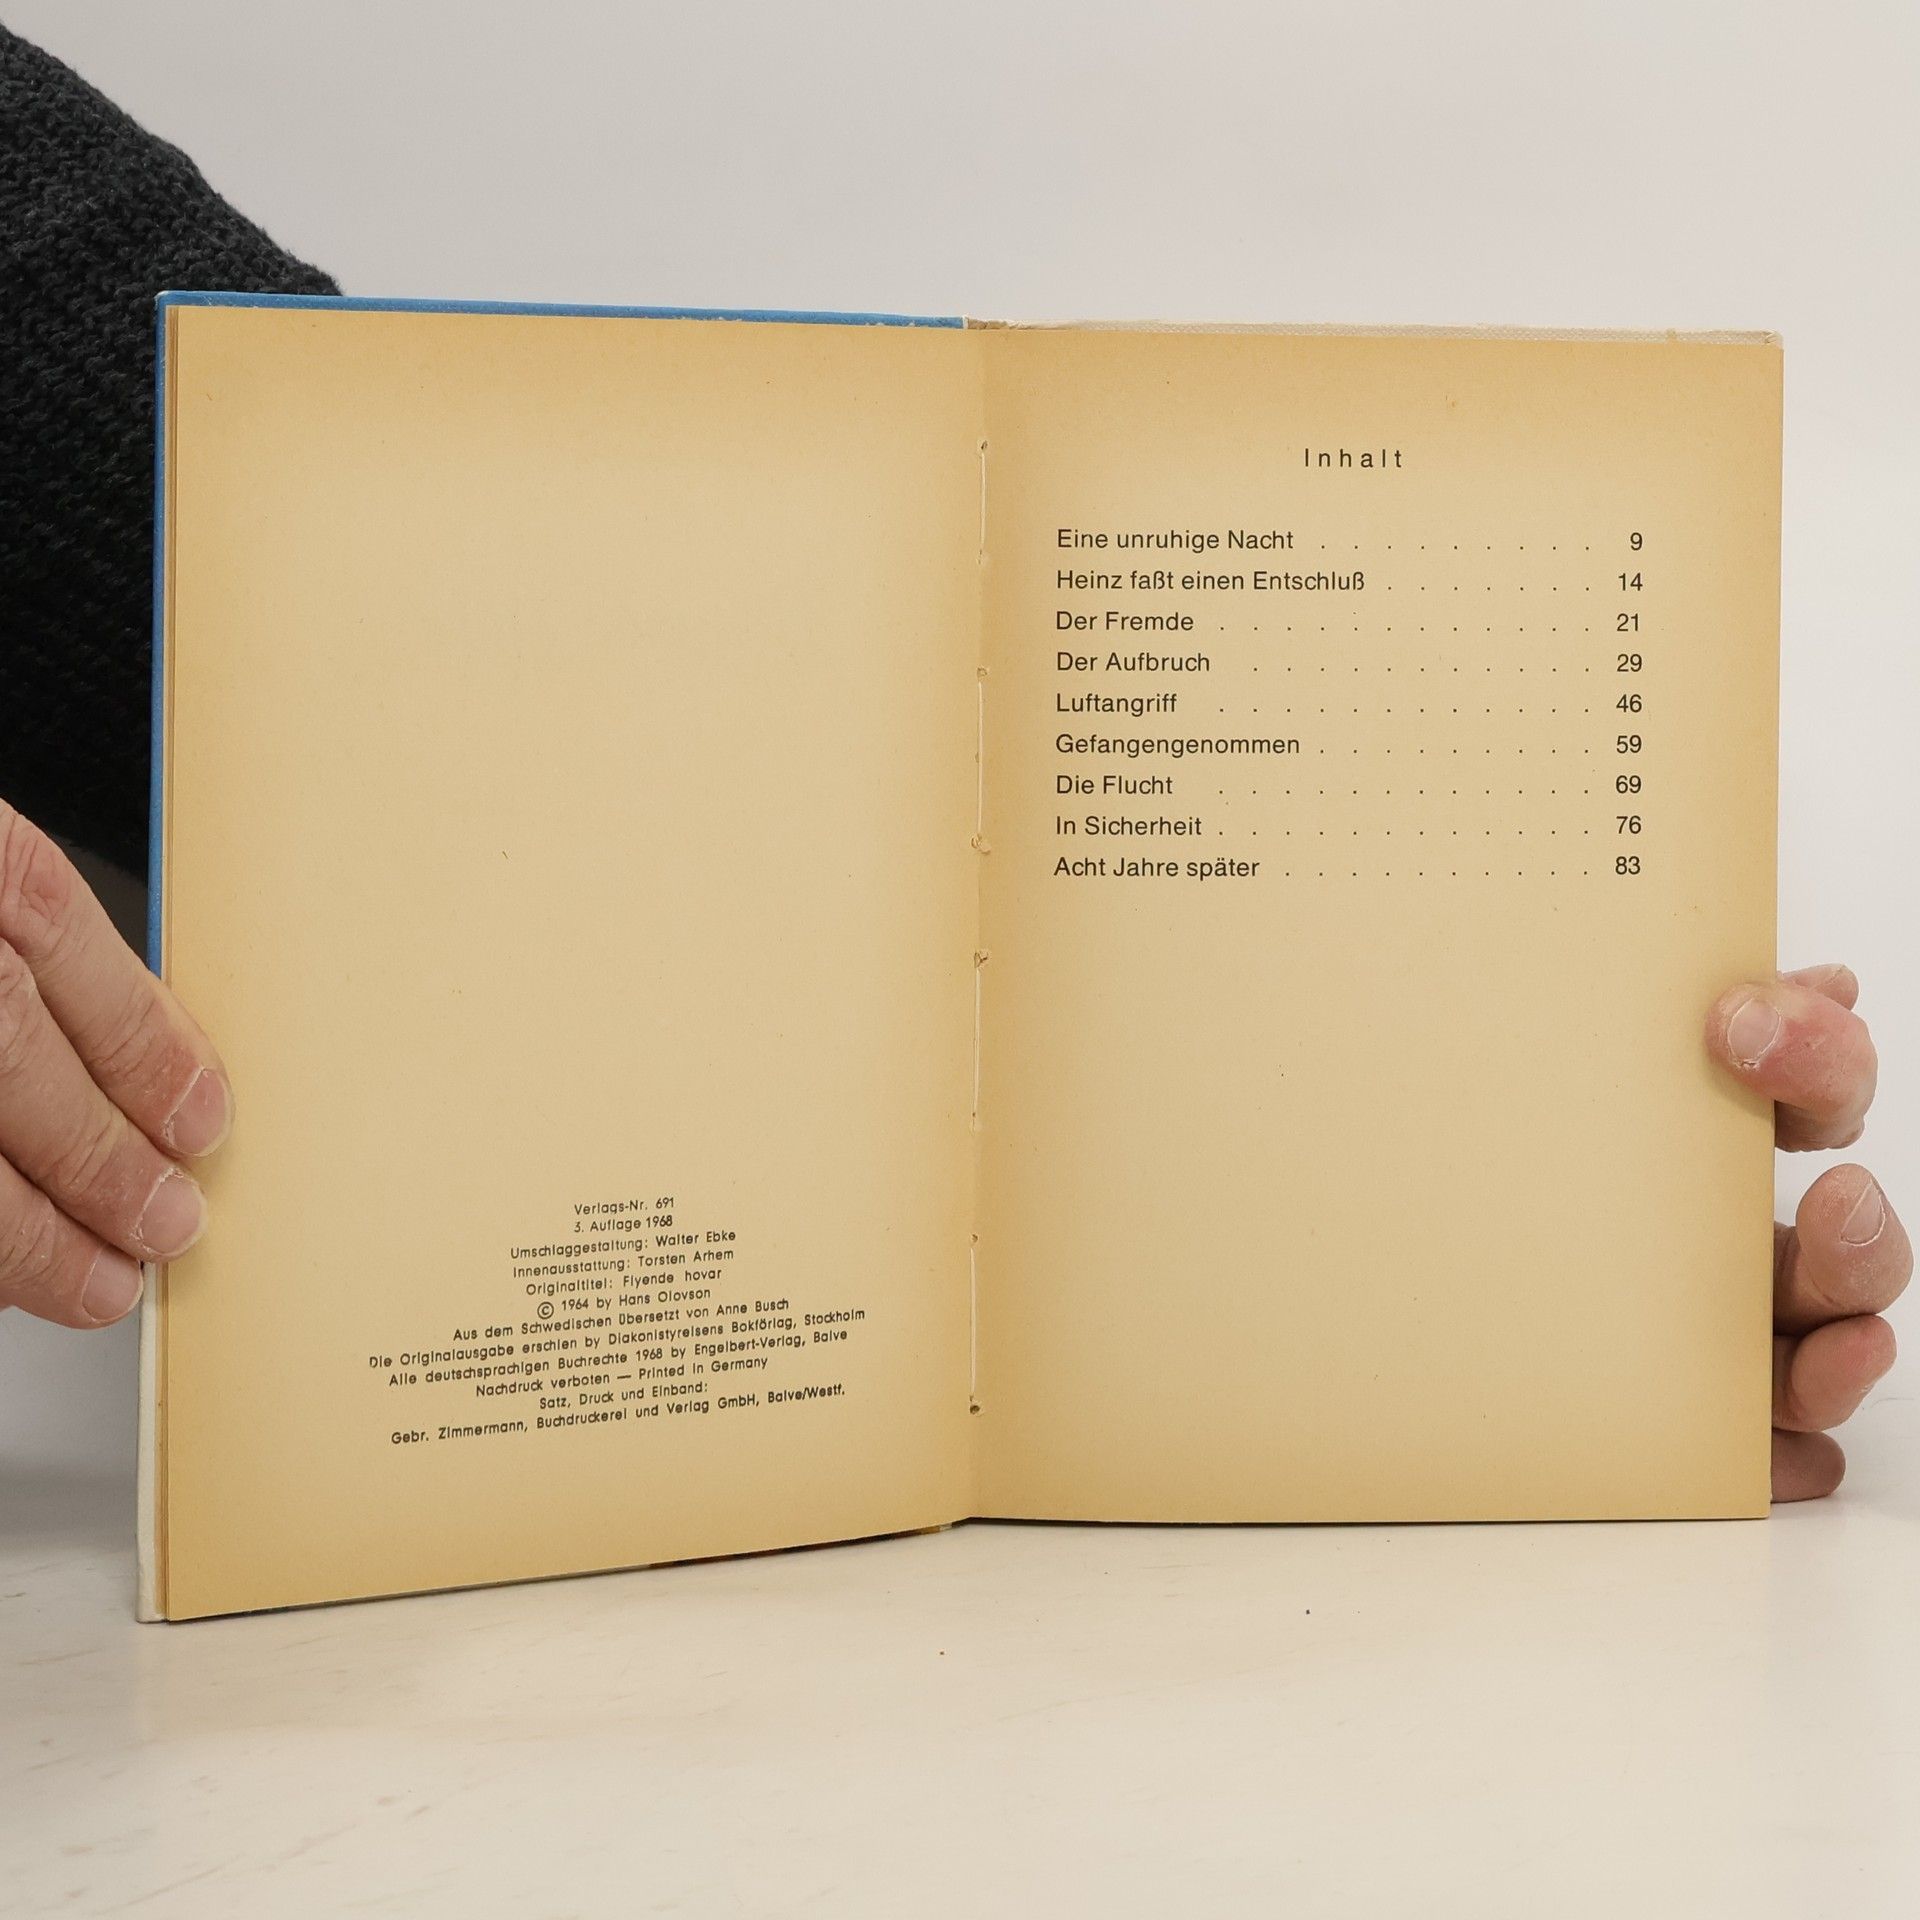 Verlags-Nr. 691
3. Auflage 1968
Umschlaggestaltung: Walter Ebke
Innenausstattung: Torsten Århem
Originaltitel: Flyende hovar
© 1964 by Hans Olovson
Aus dem Schwedischen übersetzt von Anne Busch
Die Originalausgabe erschien by Diakonistyrelsens Bokförlag, Stockholm
Alle deutschsprachigen Buchrechte 1968 by Engelbert-Verlag, Balve
Nachdruck verboten — Printed in Germany
Satz, Druck und Einband:
Gebr. Zimmermann, Buchdruckerei und Verlag GmbH, Balve/Westf.
Inhalt
Eine unruhige Nacht . . . . . . . . . 9
Heinz faßt einen Entschluß . . . . . . . 14
Der Fremde . . . . . . . . . . . . 21
Der Aufbruch . . . . . . . . . . . 29
Luftangriff . . . . . . . . . . . . 46
Gefangengenommen . . . . . . . . . 59
Die Flucht . . . . . . . . . . . . 69
In Sicherheit . . . . . . . . . . . . 76
Acht Jahre später . . . . . . . . . . 83